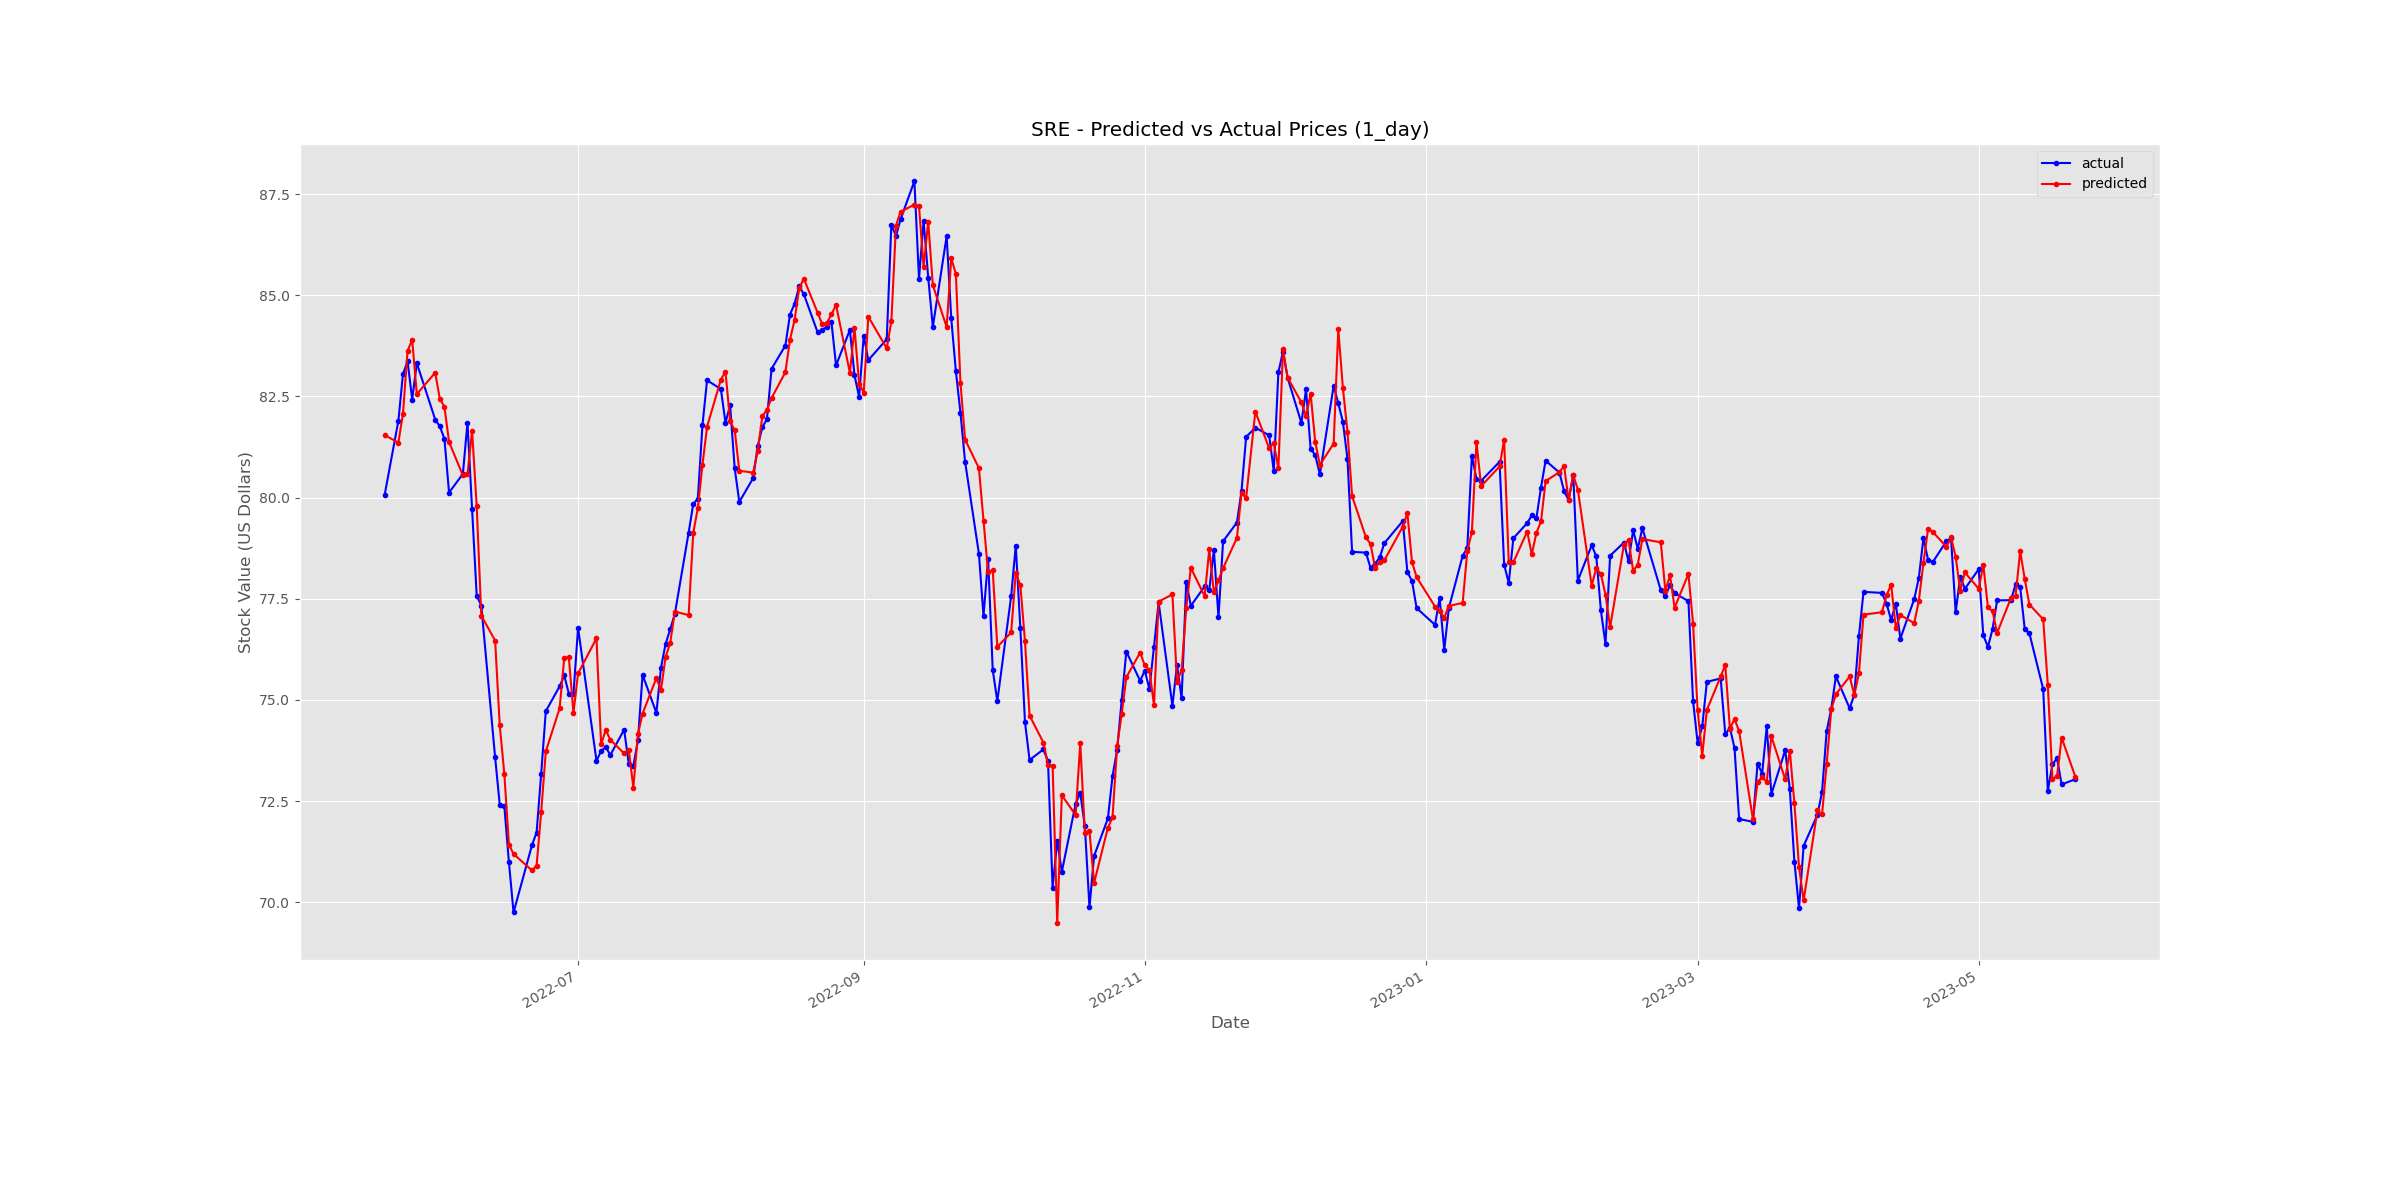 SRE - Predicted vs Actual Prices (1_day)
actual
predicted
Stock Value (US Dollars)
87.5
85.0
82.5
80.0
77.5
75.0
72.5
70.0
2022-07
2022-09
2022-11
2023-01
2023-03
2023-05
Date